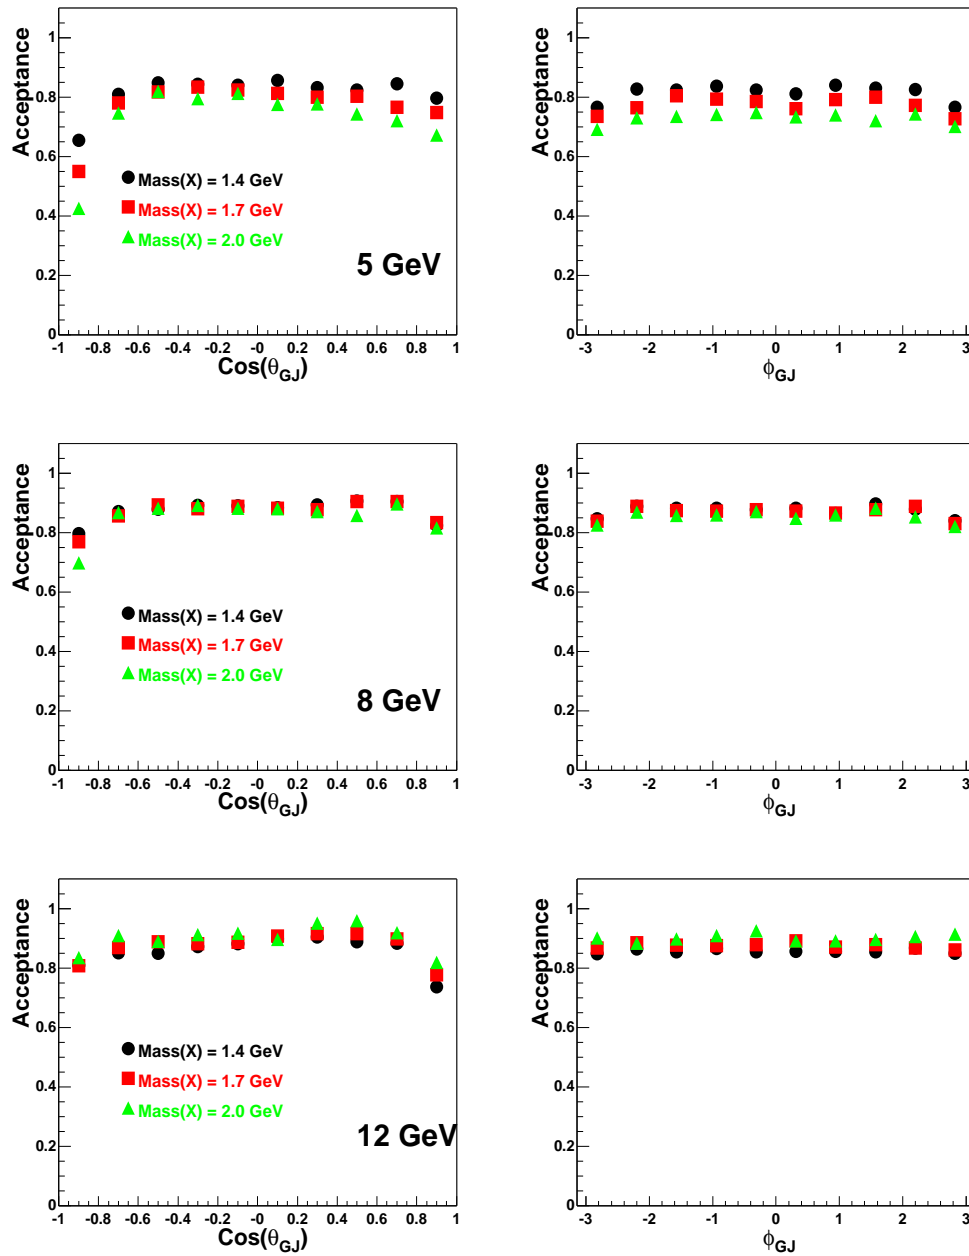 Acceptance
1
0.8
0.6
0.4
0.2
0
Mass(X) = 1.4 GeV
Mass(X) = 1.7 GeV
Mass(X) = 2.0 GeV
5 GeV
-1 -0.8 -0.6 -0.4 -0.2 -0 0.2 0.4 0.6 0.8 1
Cos(θGJ)
Acceptance
1
0.8
0.6
0.4
0.2
0
-3 -2 -1 0 1 2 3
ϕGJ
Acceptance
1
0.8
0.6
0.4
0.2
0
Mass(X) = 1.4 GeV
Mass(X) = 1.7 GeV
Mass(X) = 2.0 GeV
8 GeV
-1 -0.8 -0.6 -0.4 -0.2 -0 0.2 0.4 0.6 0.8 1
Cos(θGJ)
Acceptance
1
0.8
0.6
0.4
0.2
0
-3 -2 -1 0 1 2 3
ϕGJ
Acceptance
1
0.8
0.6
0.4
0.2
0
Mass(X) = 1.4 GeV
Mass(X) = 1.7 GeV
Mass(X) = 2.0 GeV
12 GeV
-1 -0.8 -0.6 -0.4 -0.2 -0 0.2 0.4 0.6 0.8 1
Cos(θGJ)
Acceptance
1
0.8
0.6
0.4
0.2
0
-3 -2 -1 0 1 2 3
ϕGJ